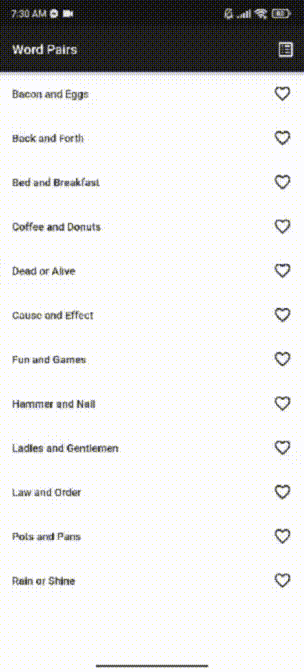 7:30 AM
Word Pairs
Bacon and Eggs
Back and Forth
Bed and Breakfast
Coffee and Donuts
Dead or Alive
Cause and Effect
Fun and Games
Hammer and Nail
Ladies and Gentlemen
Law and Order
Pots and Pans
Rain or Shine